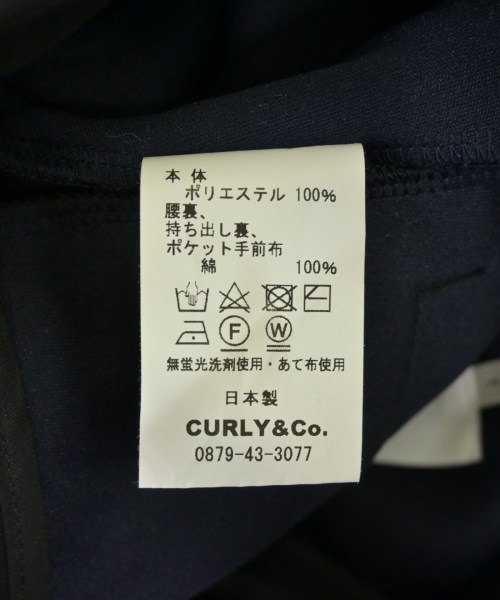 本体
ポリエステル 100%
腰裏、
持ち出し裏、
ポケット手前布
綿 100%
F W
無蛍光洗剤使用・あて布使用
日本製
CURLY&Co.
0879-43-3077